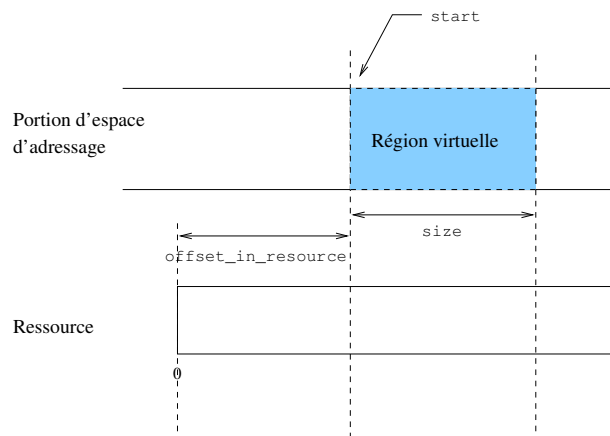 start
Portion d'espace
d'adressage
Région virtuelle
size
offset_in_resource
Ressource
0